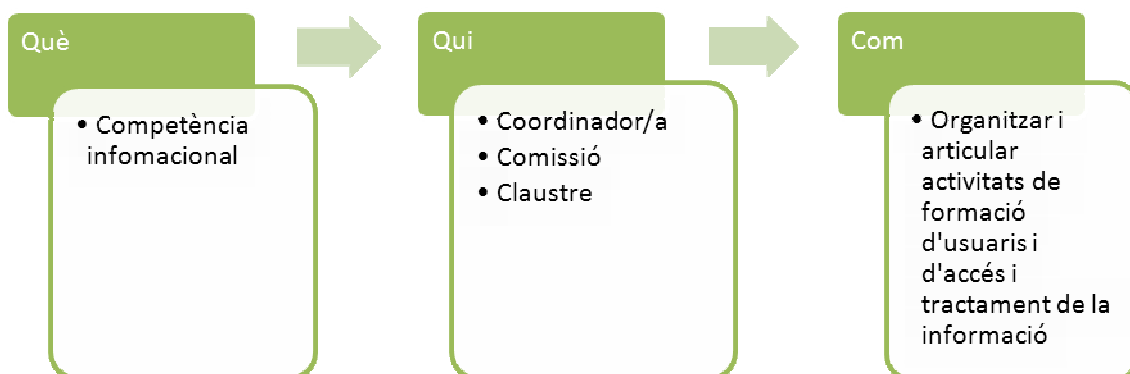 Què
• Competència
infomacional
Qui
• Coordinador/a
• Comissió
• Claustre
Com
• Organitzar i
articular
activitats de
formació
d'usuaris i
d'accés i
tractament de la
informació